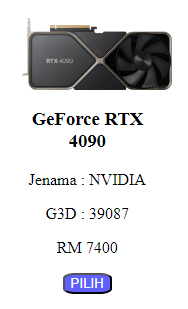 RTX 4090
GeForce RTX
4090
Jenama : NVIDIA
G3D : 39087
RM 7400
PILIH